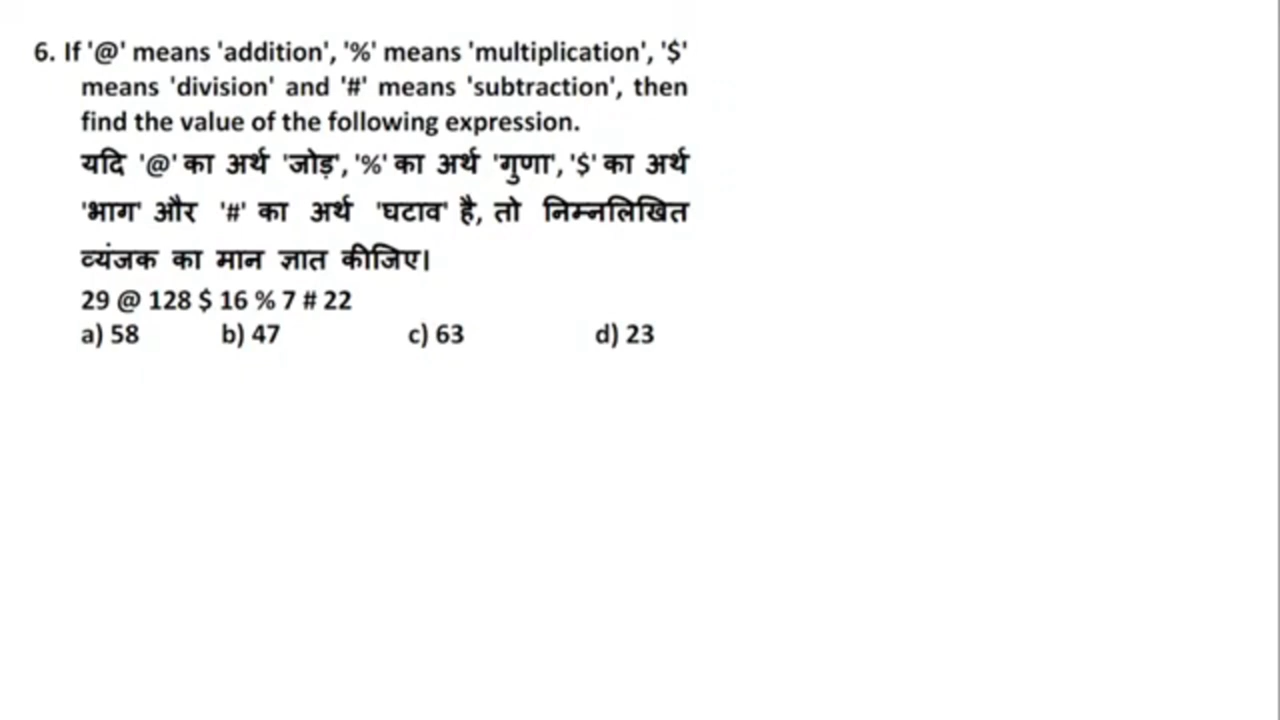 6. If '@' means 'addition', '%' means 'multiplication', '$'
means 'division' and '#' means 'subtraction', then
find the value of the following expression.
यदि '@' का अर्थ 'जोड़', '%' का अर्थ 'गुणा', '$' का अर्थ
'भाग' और '#' का अर्थ 'घटाव' है, तो निम्नलिखित
व्यंजक का मान ज्ञात कीजिए।
29 @ 128 $ 16 % 7 # 22
a) 58 b) 47 c) 63 d) 23